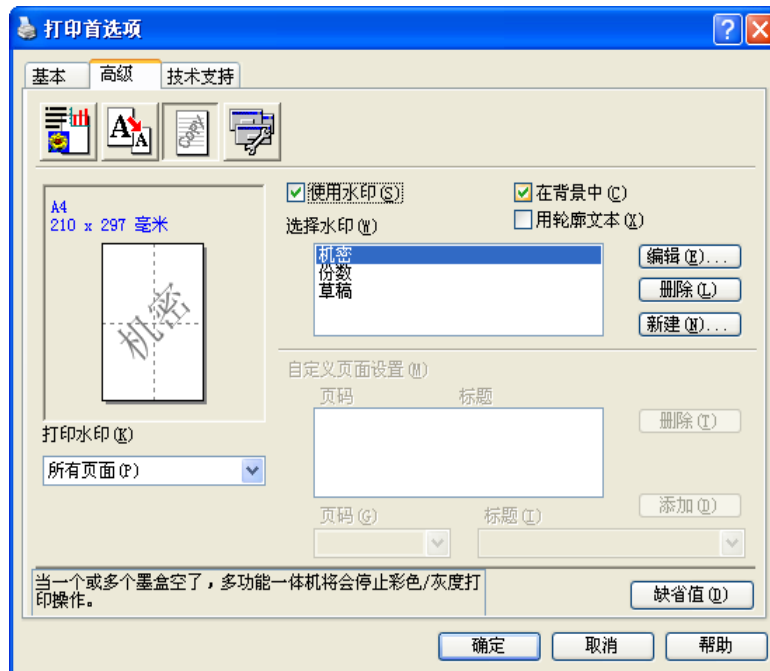 打印首选项
基本 高级 技术支持
A A Copy
A4
210 x 297 毫米
机密
打印水印(K)
所有页面(P)
使用水印(S) 在背景中(C)
选择水印(W) 用轮廓文本(X)
机密
份数
草稿
编辑(E)...
删除(L)
新建(N)...
自定义页面设置(M)
页码 标题
删除(T)
添加(D)
页码(G) 标题(I)
当一个或多个墨盒空了，多功能一体机将会停止彩色/灰度打
印操作。
缺省值(D)
确定 取消 帮助